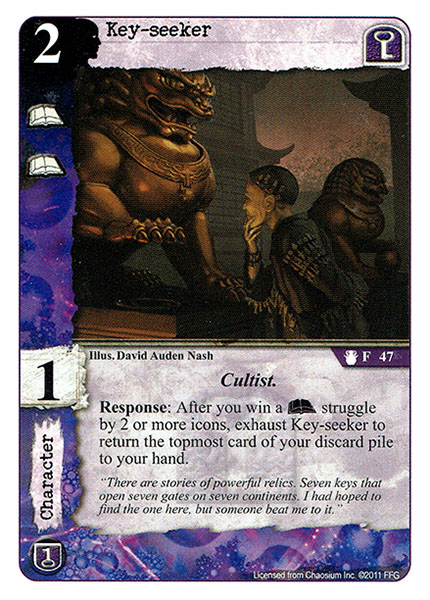 2
Key-seeker
Illus. David Auden Nash
F 47
1
Cultist.
Response: After you win a struggle
by 2 or more icons, exhaust Key-seeker to
return the topmost card of your discard pile
to your hand.
"There are stories of powerful relics. Seven keys that
open seven gates on seven continents. I had hoped to
find the one here, but someone beat me to it."
Character
1
Licensed from Chaosium Inc. ©2011 FFG